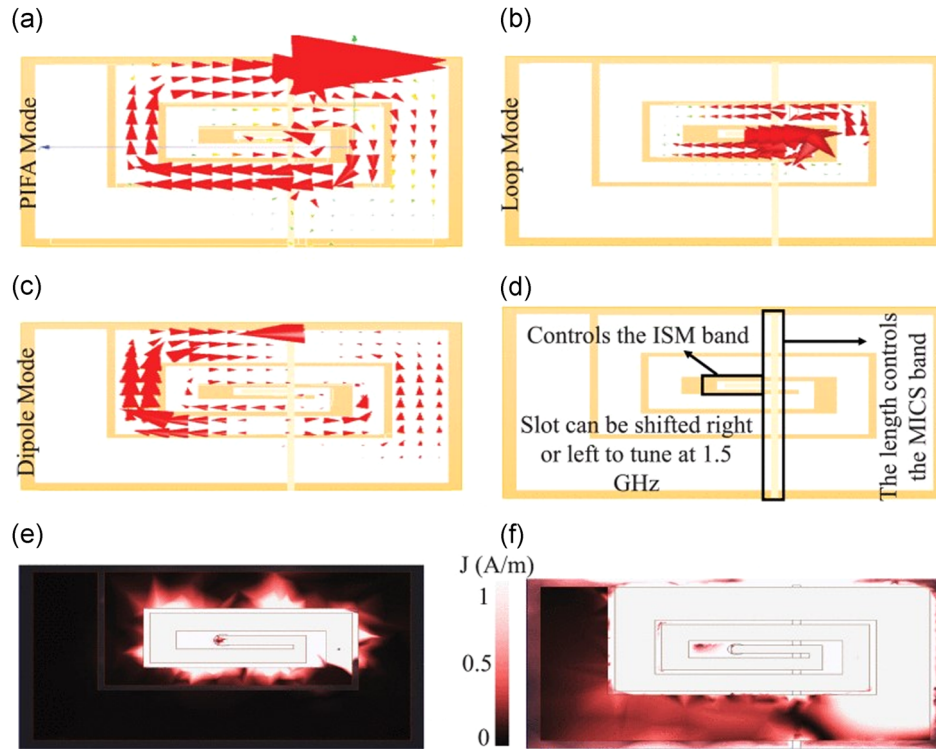 (a)
(b)
PIFA Mode
Loop Mode
(c)
(d)
Dipole Mode
Controls the ISM band
Slot can be shifted right
or left to tune at 1.5
GHz
The length controls
the MICS band
(e)
(f)
J (A/m)
1
0.5
0